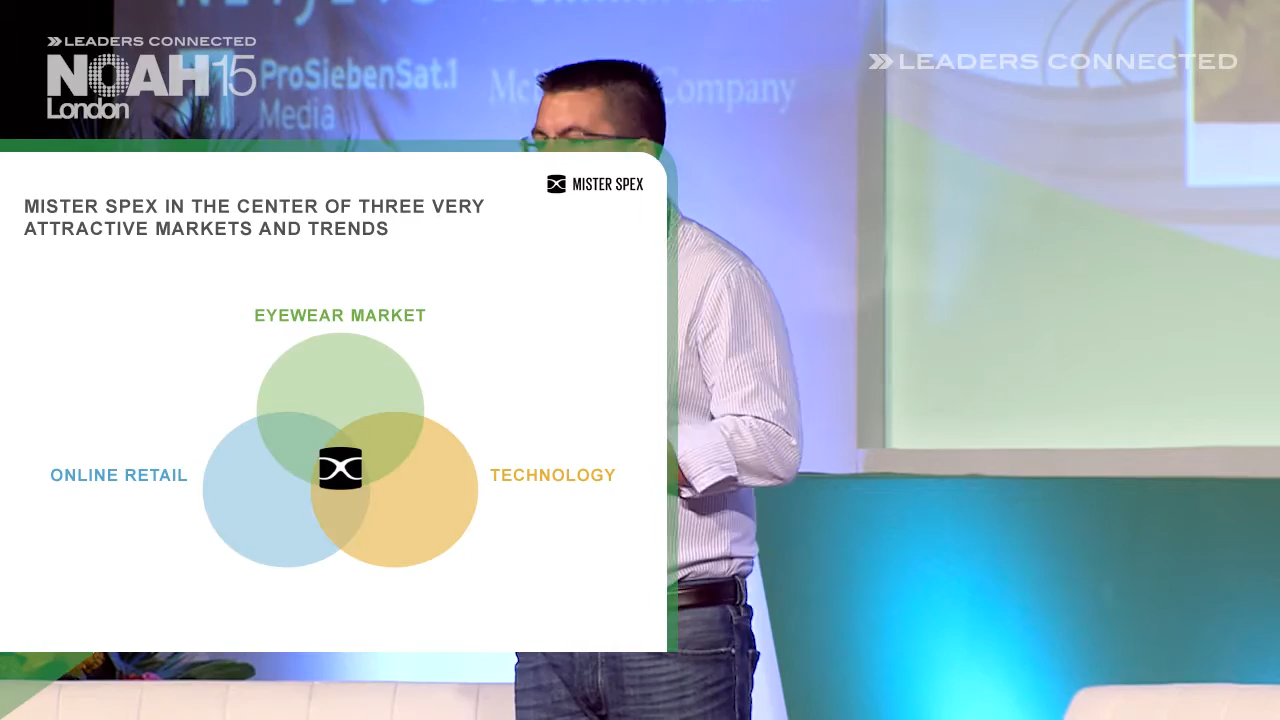 LEADERS CONNECTED
NOAH15
London
ProSiebenSat.1
Media
Company
LEADERS CONNECTED
MISTER SPEX
MISTER SPEX IN THE CENTER OF THREE VERY
ATTRACTIVE MARKETS AND TRENDS
EYEWEAR MARKET
ONLINE RETAIL
TECHNOLOGY